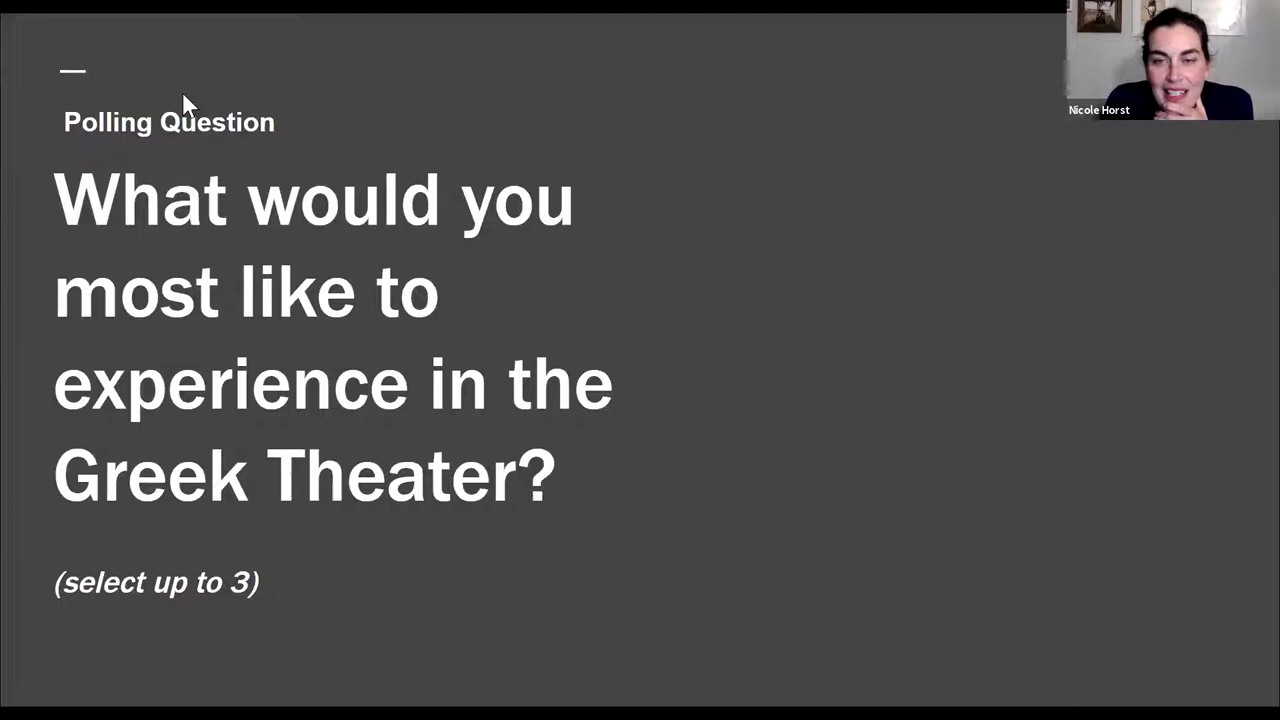 Polling Question
What would you
most like to
experience in the
Greek Theater?
(select up to 3)
Nicole Horst